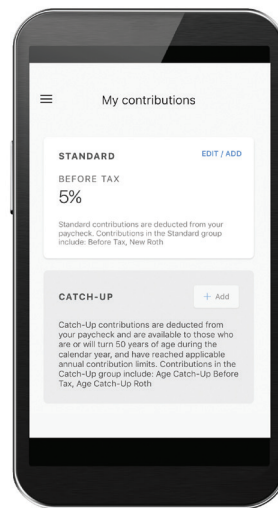 My contributions
STANDARD
EDIT / ADD
BEFORE TAX
5%
Standard contributions are deducted from your
paycheck. Contributions in the Standard group
include: Before Tax, New Roth
CATCH-UP
+ Add
Catch-Up contributions are deducted from
your paycheck and are available to those who
are or will turn 50 years of age during the
calendar year, and have reached applicable
annual contribution limits. Contributions in the
Catch-Up group include: Age Catch-Up Before
Tax, Age Catch-Up Roth